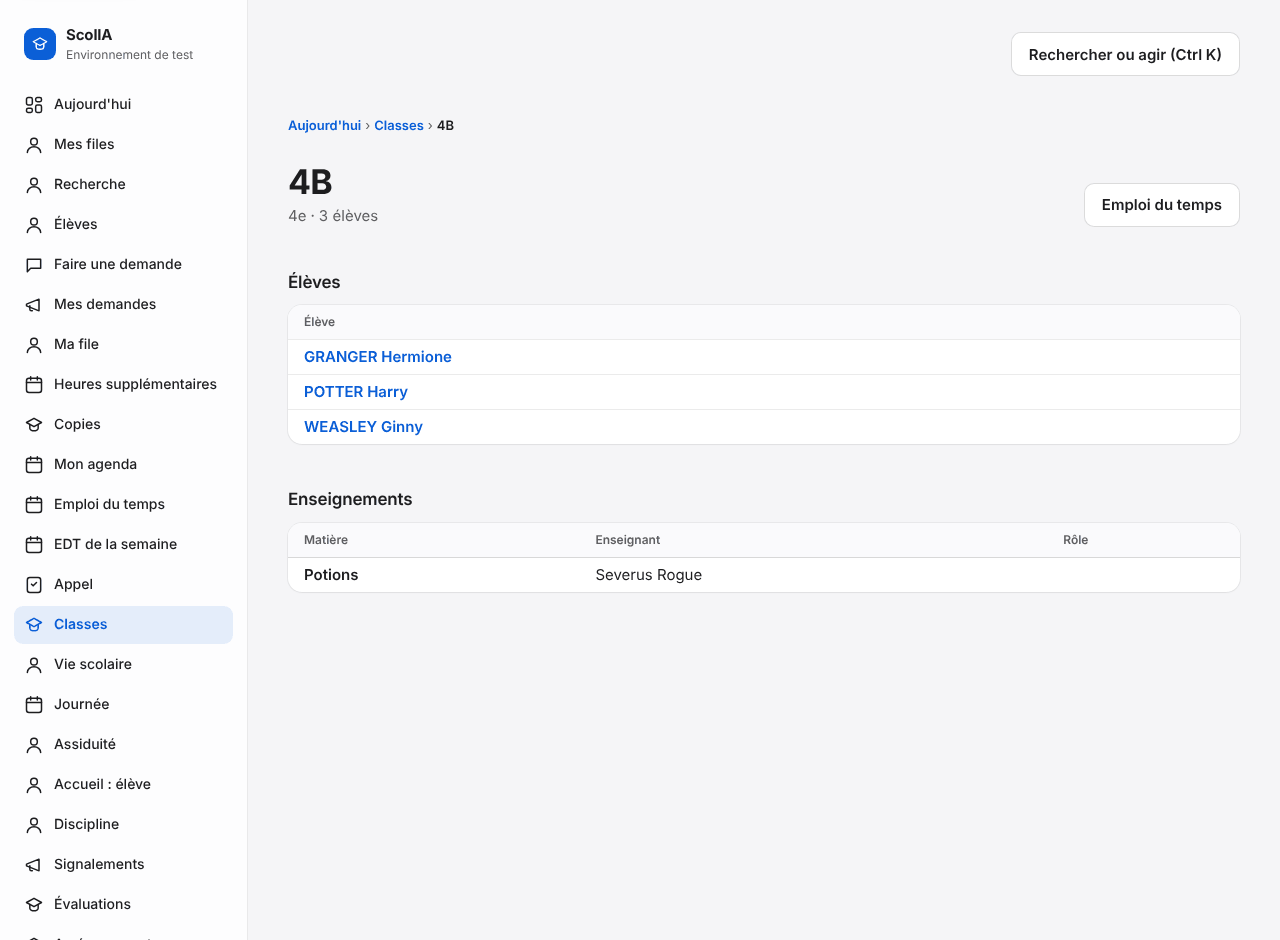 ScolIA
Environnement de test
Aujourd'hui
Mes files
Recherche
Élèves
Faire une demande
Mes demandes
Ma file
Heures supplémentaires
Copies
Mon agenda
Emploi du temps
EDT de la semaine
Appel
Classes
Vie scolaire
Journée
Assiduité
Accueil : élève
Discipline
Signalements
Évaluations
Rechercher ou agir (Ctrl K)
Aujourd'hui › Classes › 4B
4B
4e · 3 élèves
Emploi du temps
Élèves
Élève
GRANGER Hermione
POTTER Harry
WEASLEY Ginny
Enseignements
Matière Enseignant Rôle
Potions Severus Rogue